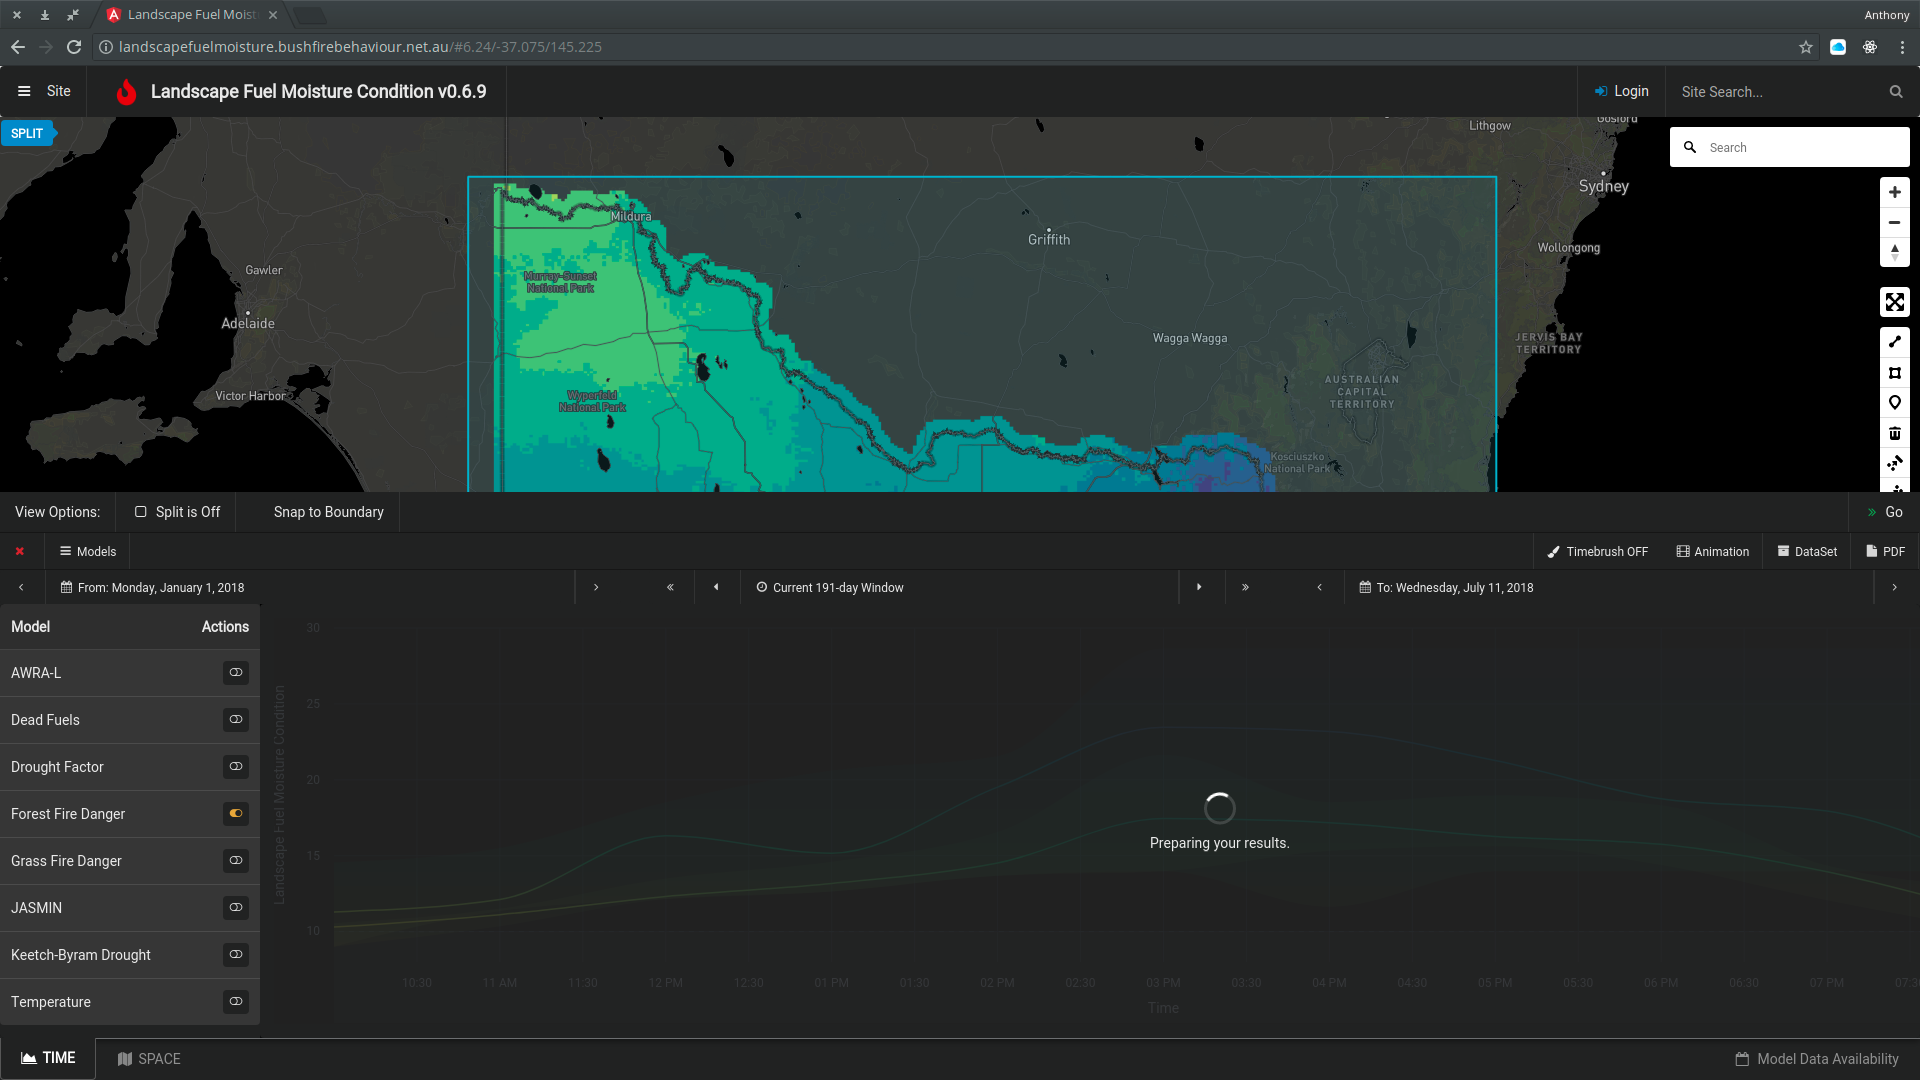 Landscape Fuel Moist
Anthony
landscapefuelmoisture.bushfirebehaviour.net.au/#6.24/-37.075/145.225
Site
Landscape Fuel Moisture Condition v0.6.9
Login
Site Search...
SPLIT
Search
Lithgow
Gosford
Sydney
Mildura
Griffith
Wollongong
Gawler
Murray-Sunset
National Park
Adelaide
Wagga Wagga
JERVIS BAY
TERRITORY
Victor Harbor
Wyperfeld
National Park
AUSTRALIAN
CAPITAL
TERRITORY
Kosciuszko
National Park
View Options:
Split is Off
Snap to Boundary
Go
Models
Timebrush OFF
Animation
DataSet
PDF
From: Monday, January 1, 2018
Current 191-day Window
To: Wednesday, July 11, 2018
Model
Actions
AWRA-L
Dead Fuels
Drought Factor
Forest Fire Danger
Grass Fire Danger
JASMIN
Keetch-Byram Drought
Temperature
30
25
20
15
10
Landscape Fuel Moisture Condition
Preparing your results.
10:30
11 AM
11:30
12 PM
12:30
01 PM
01:30
02 PM
02:30
03 PM
03:30
04 PM
04:30
05 PM
05:30
06 PM
06:30
07 PM
07:3
Time
TIME
SPACE
Model Data Availability